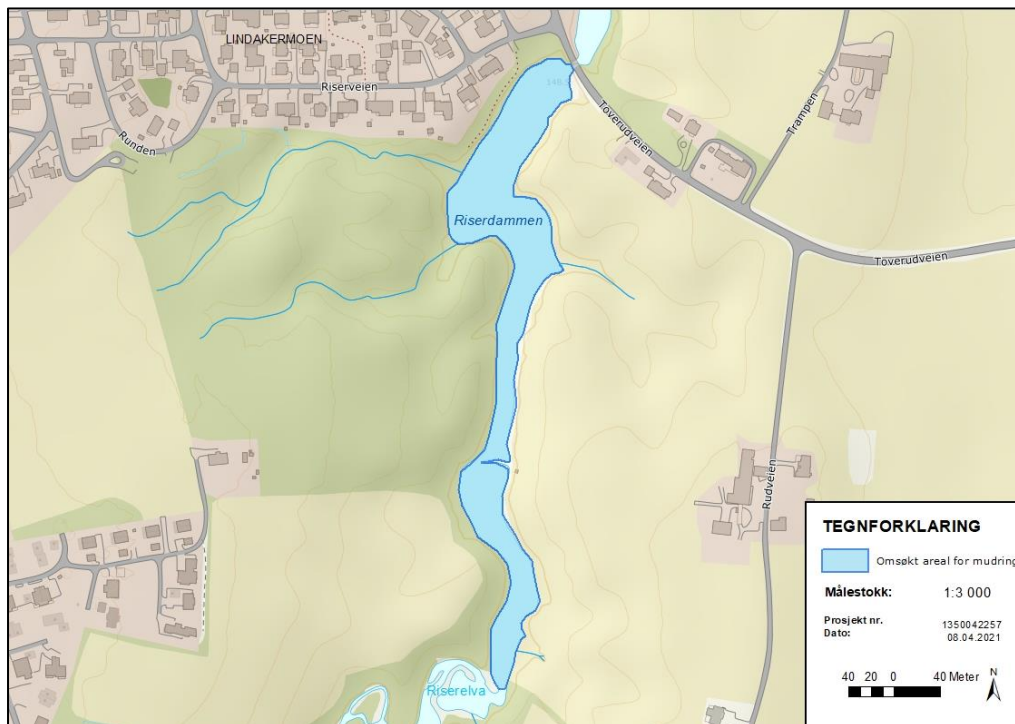 LINDAKERMOEN
Riserveien
Runden
Toverudveien
Trampen
Riserdammen
Toverudveien
Rudveien
Riserelva
TEGNFORKLARING
Omsøkt areal for mudring
Målestokk: 1:3 000
Prosjekt nr. 1350042257
Dato: 08.04.2021
40 20 0 40 Meter N